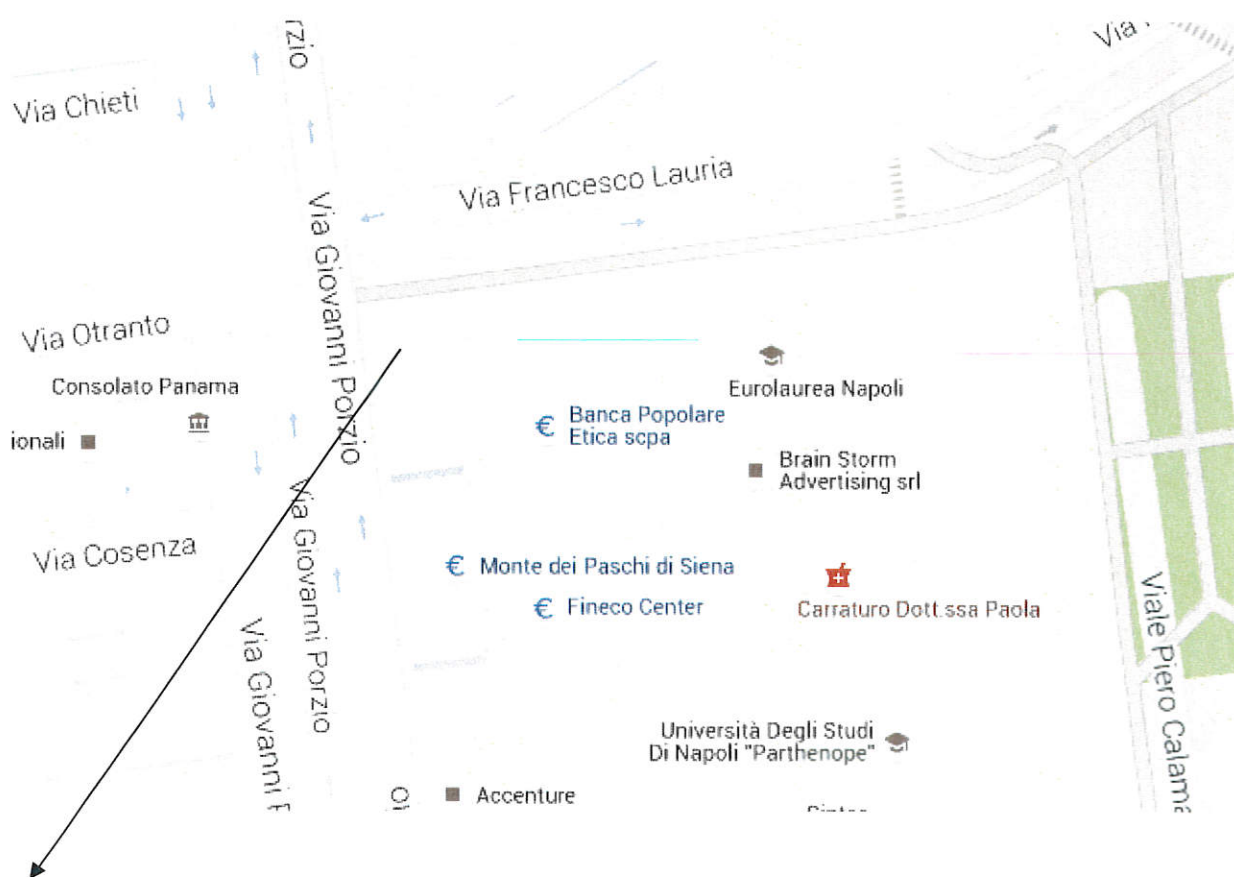 rzio
Via
Via Chieti
Via Francesco Lauria
Via Giovanni Porzio
Via Otranto
Consolato Panama
Eurolaurea Napoli
ionali
Banca Popolare
Etica scpa
Brain Storm
Advertising srl
Via Giovanni Porzio
Via Cosenza
Monte dei Paschi di Siena
Fineco Center
Carraturo Dott.ssa Paola
Viale Piero Calama
Via Giovanni P
Università Degli Studi
Di Napoli "Parthenope"
Accenture